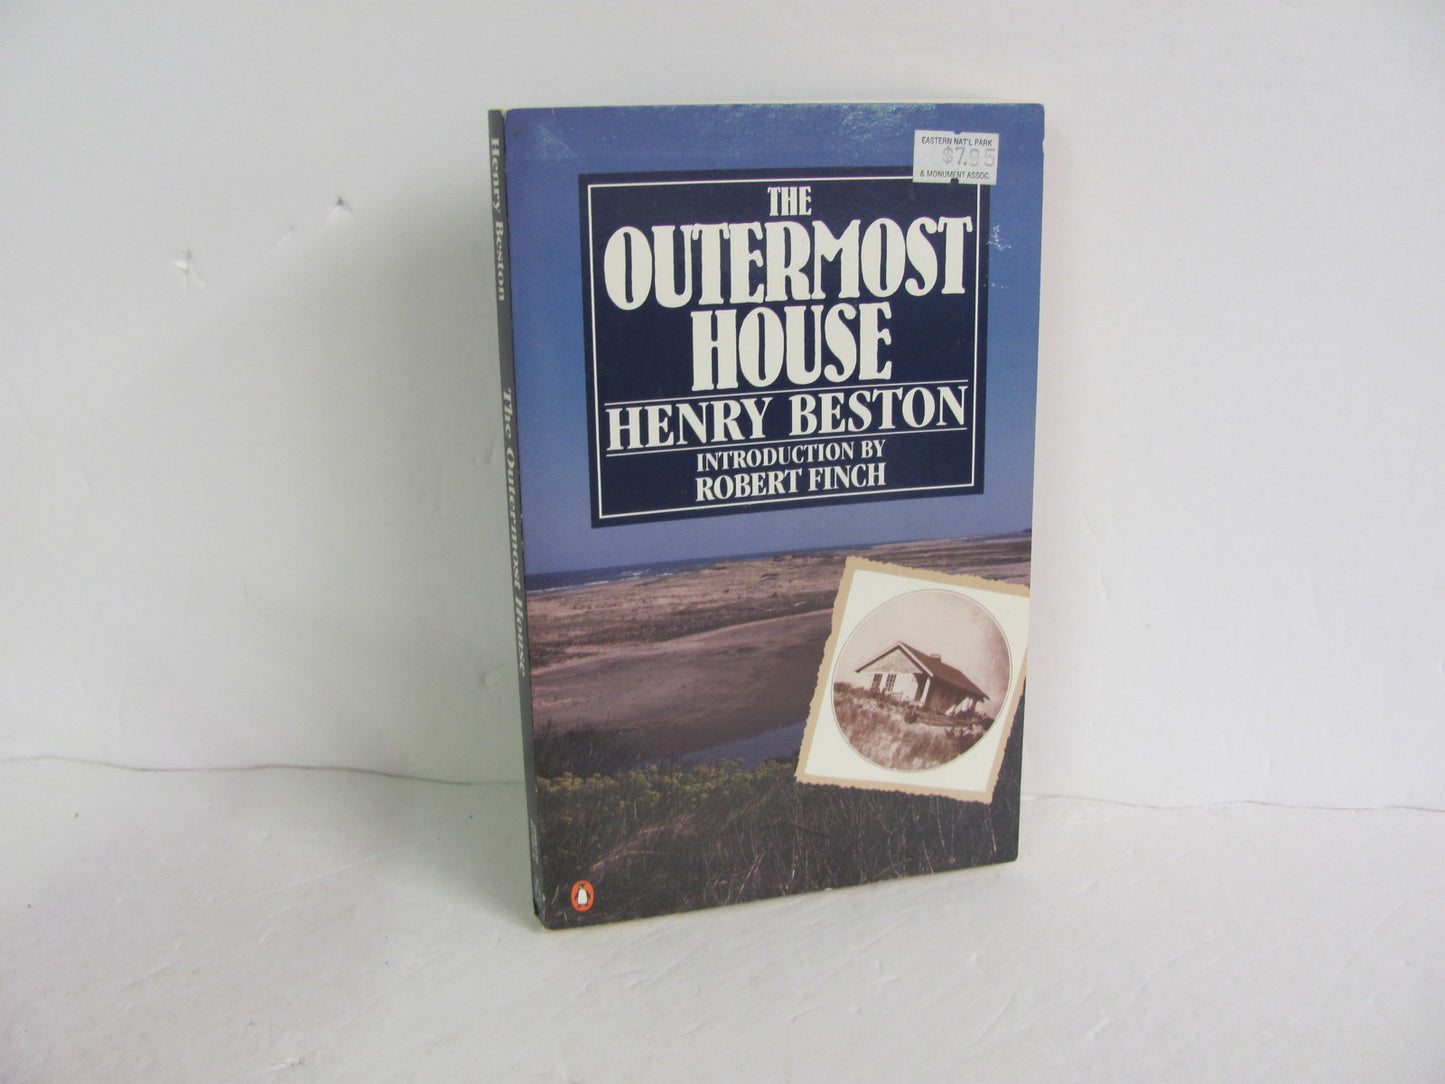 Henry Beston The Outermost House
EASTERN NAT'L PARK
$7.95
& MONUMENT ASSOC.
THE
OUTERMOST
HOUSE
HENRY BESTON
INTRODUCTION BY
ROBERT FINCH